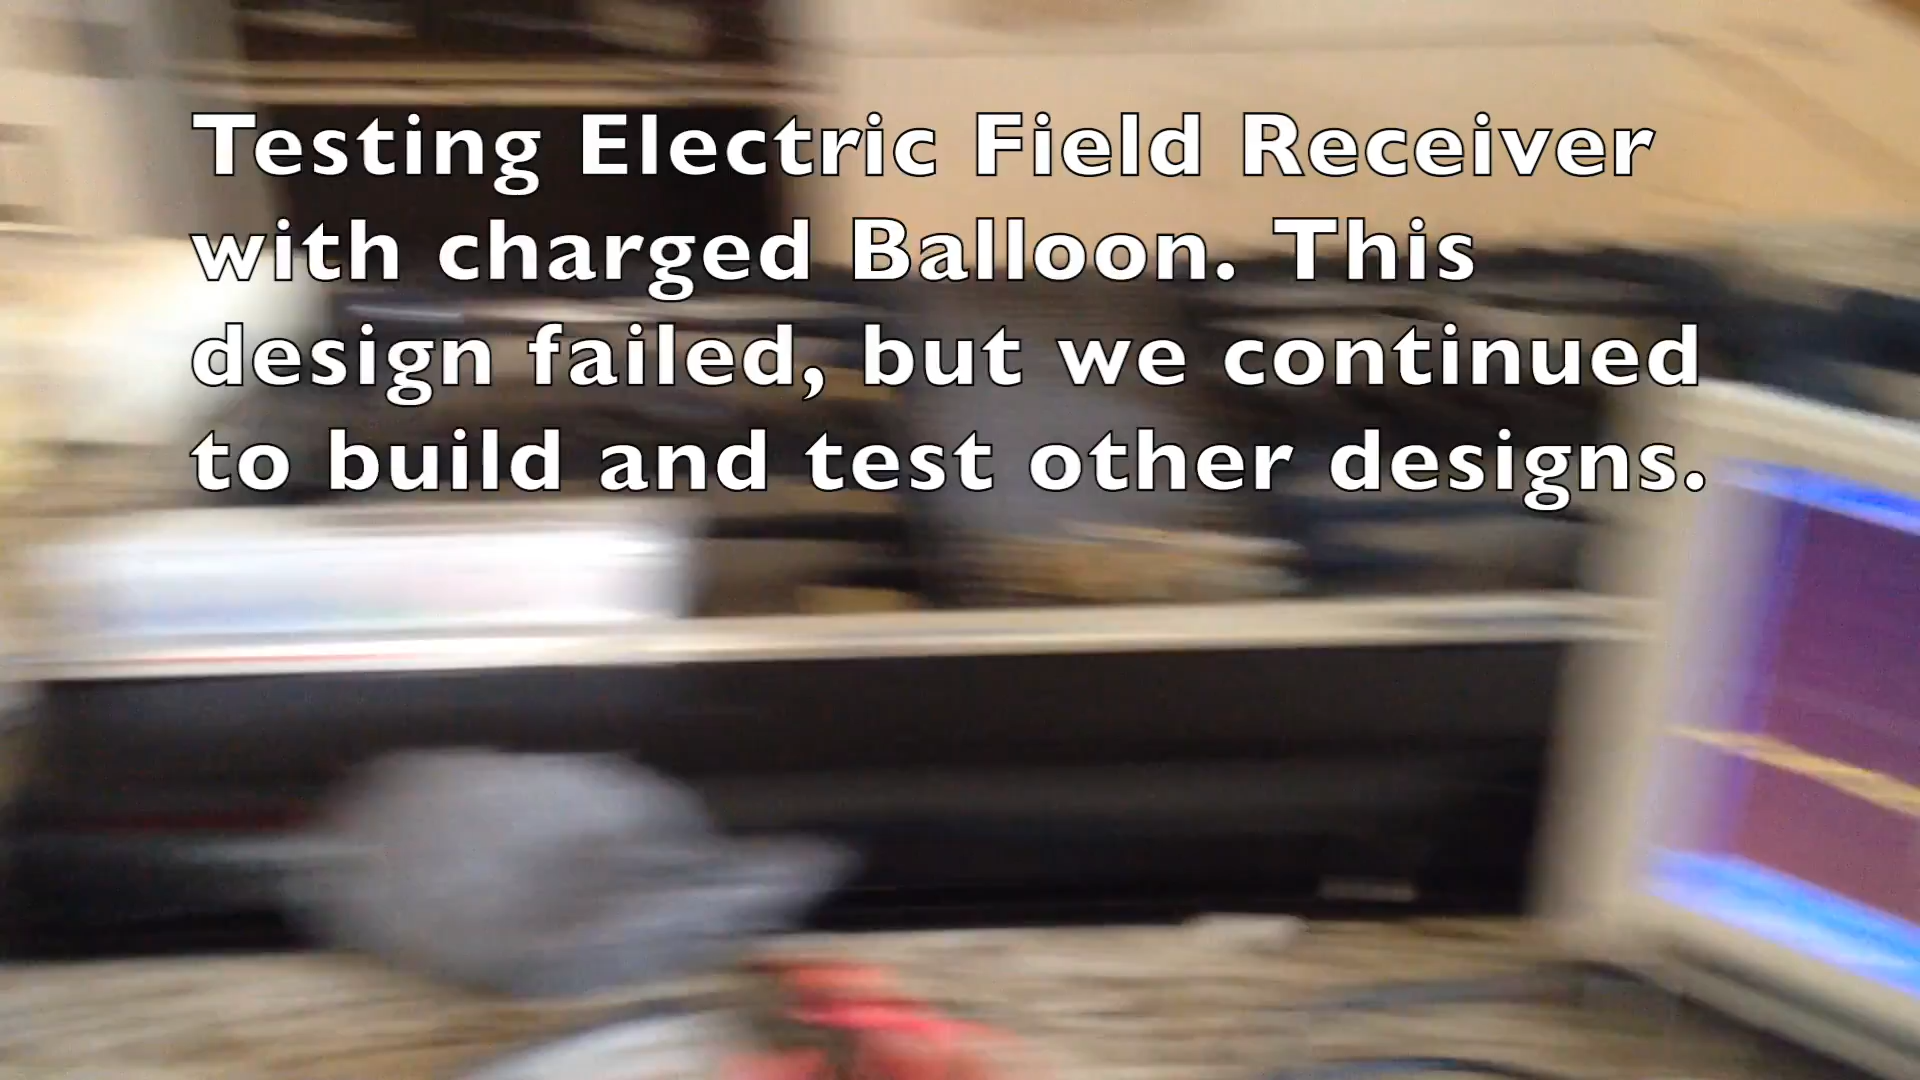 Testing Electric Field Receiver
with charged Balloon. This
design failed, but we continued
to build and test other designs.